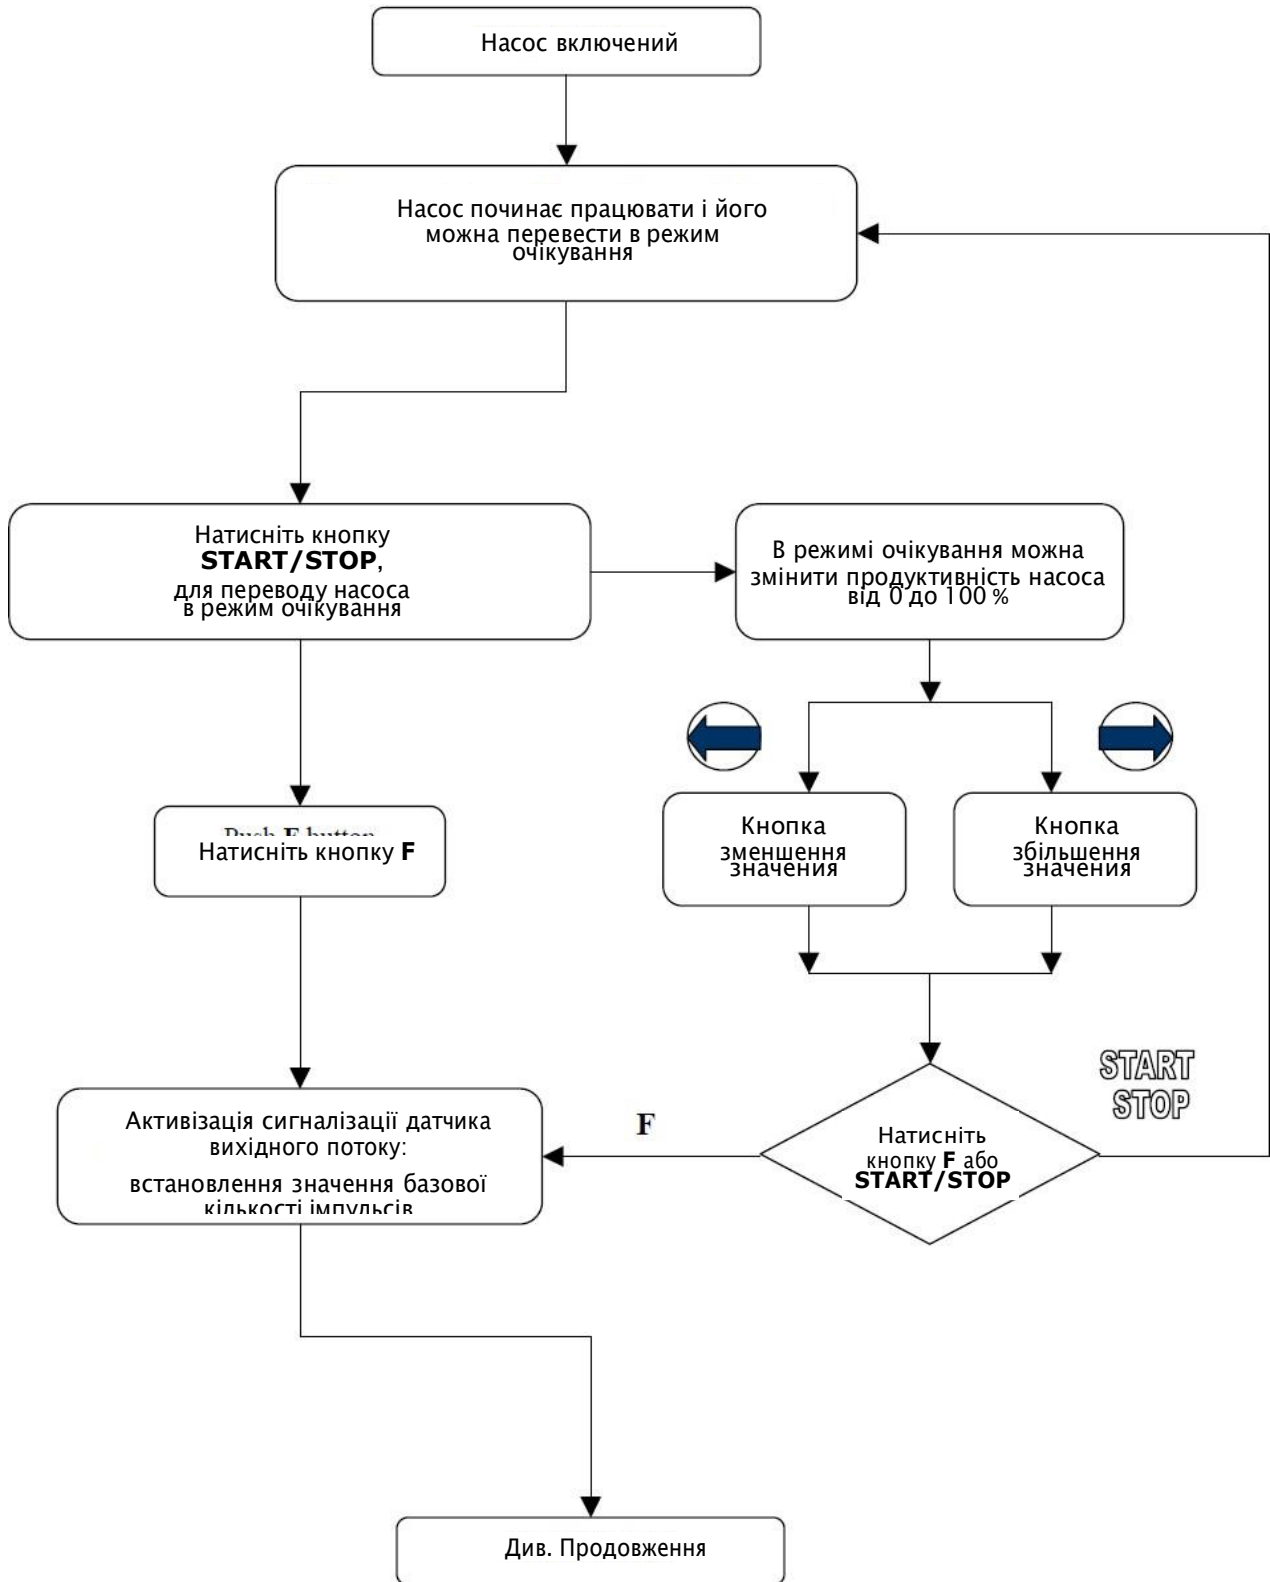 Насос включений
Насос починає працювати і його
можна перевести в режим
очікування
Натисніть кнопку
START/STOP,
для переводу насоса
в режим очікування
В режимі очікування можна
змінити продуктивність насоса
від 0 до 100 %
Push F button
Натисніть кнопку F
Кнопка
зменшення
значения
Кнопка
збільшення
значения
START
STOP
Активізація сигналізації датчика
вихідного потоку:
встановлення значення базової
кількості імпульсів
F
Натисніть
кнопку F або
START/STOP
Див. Продовження